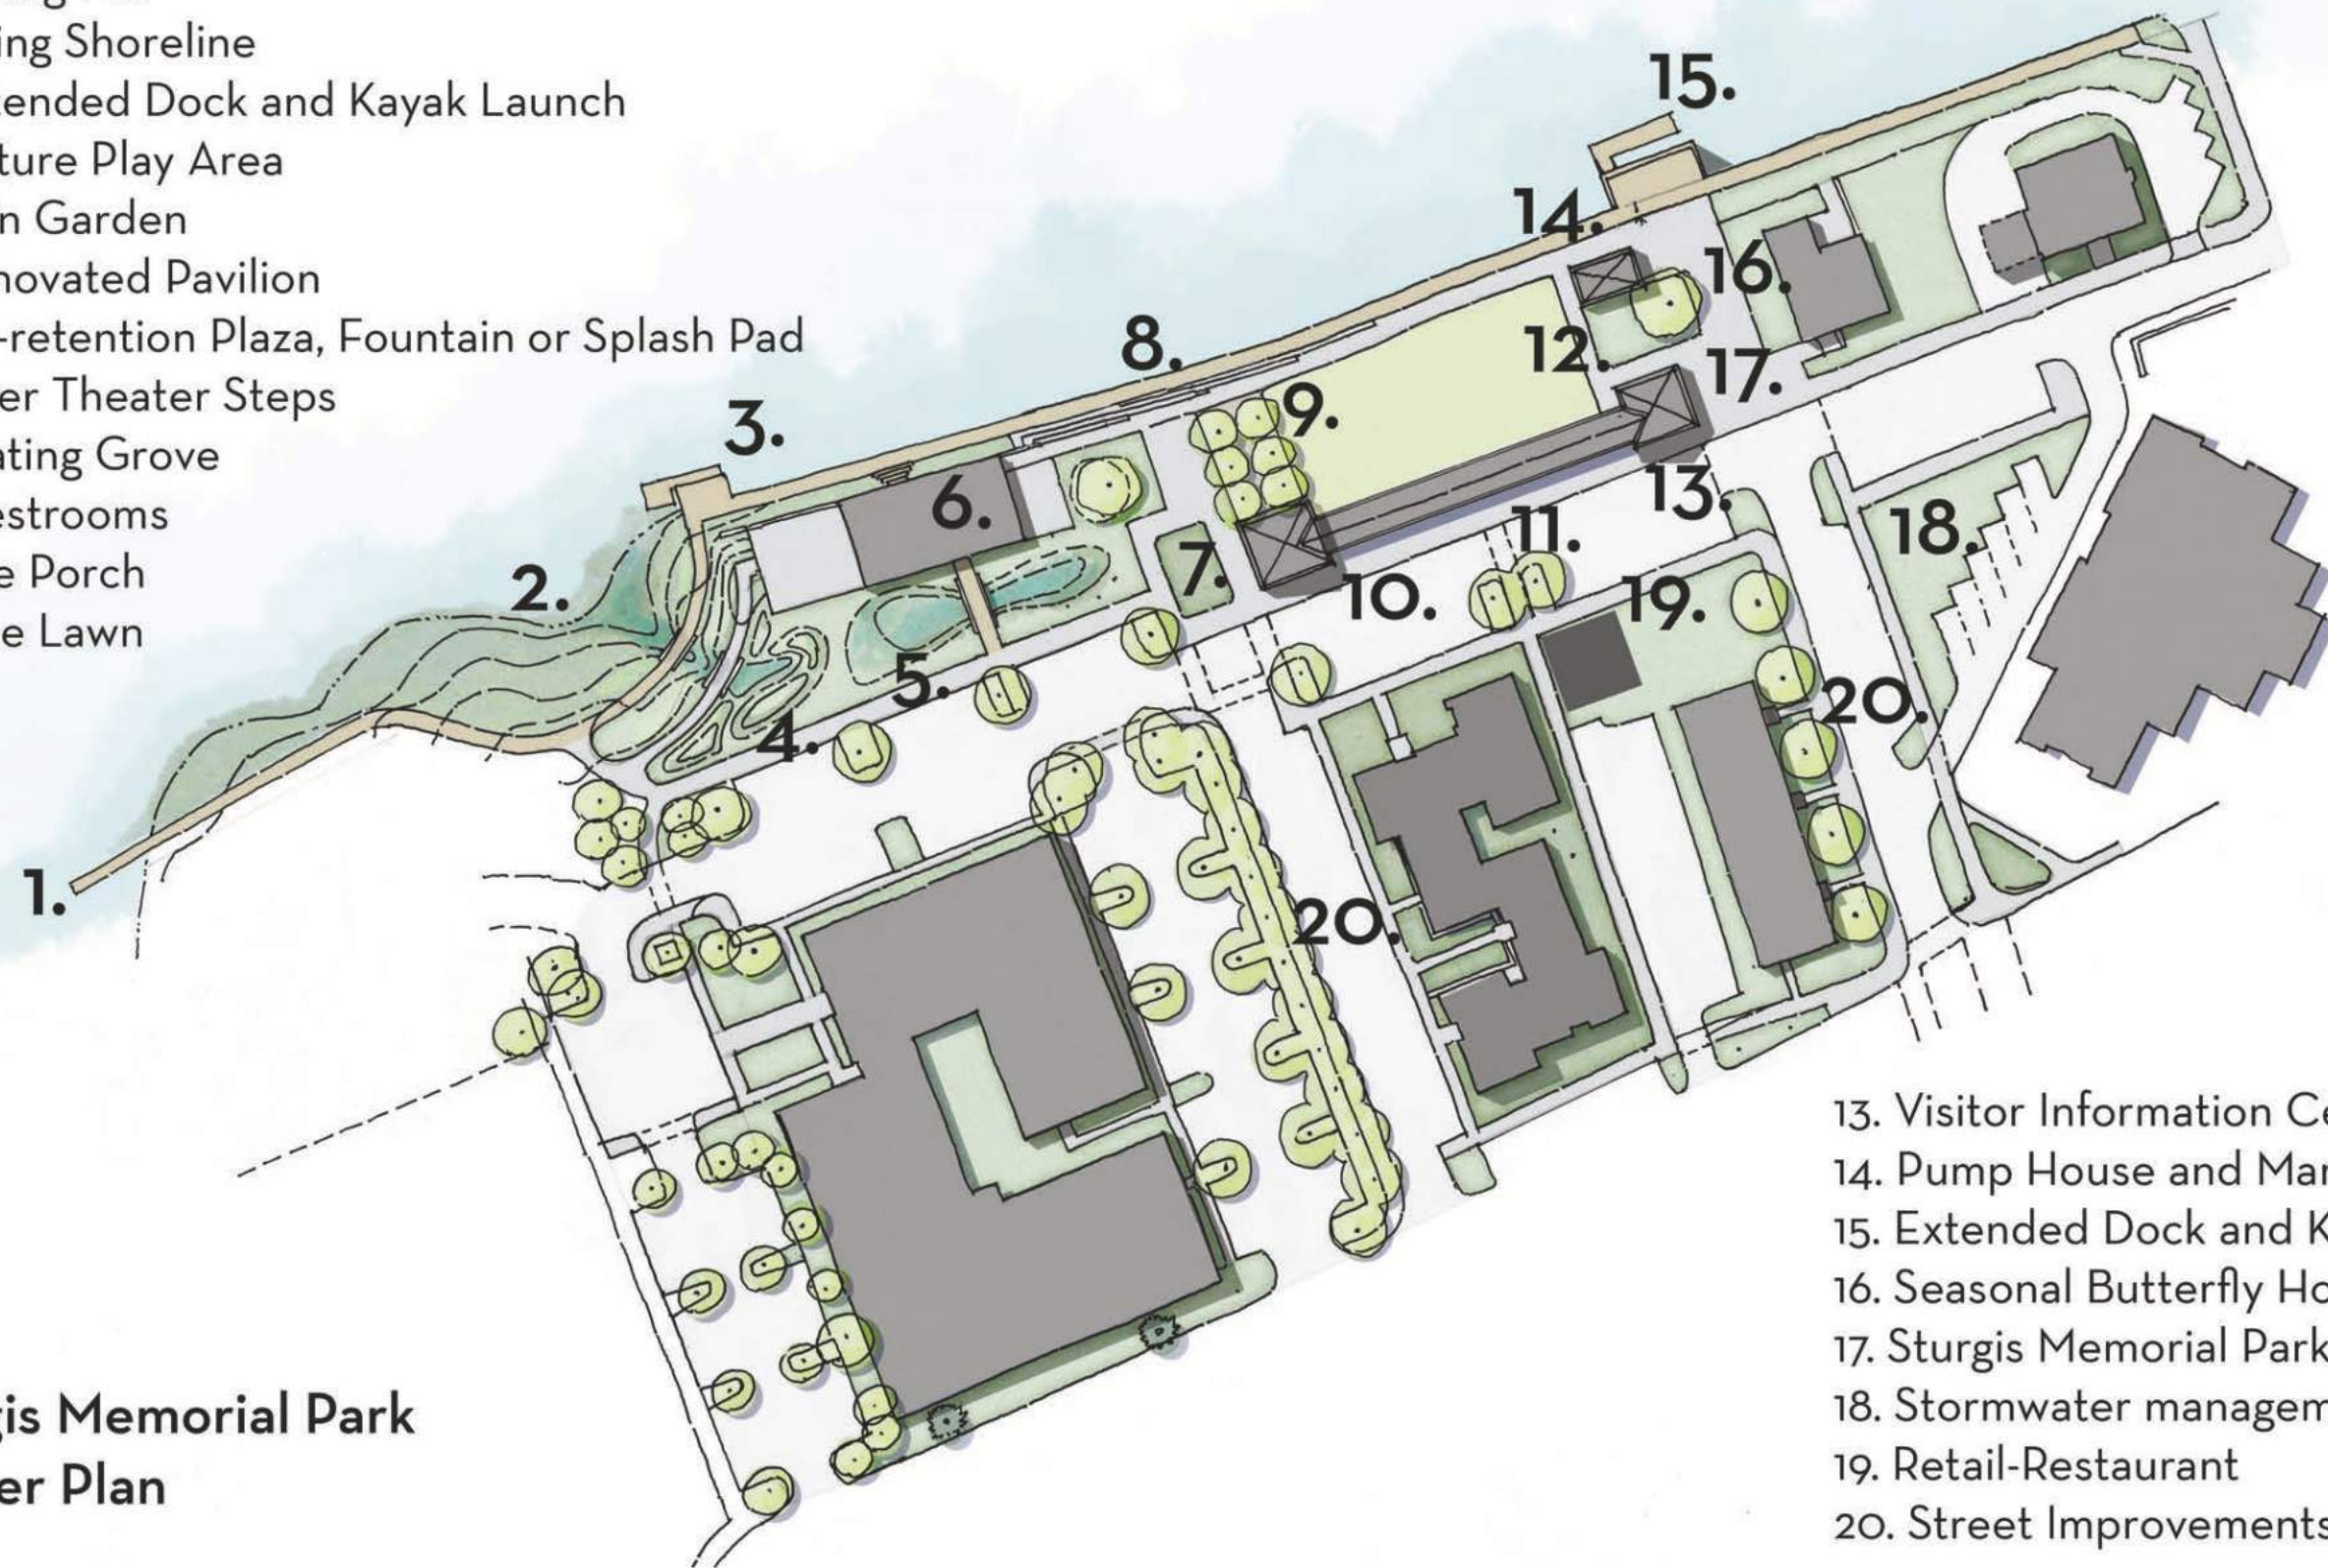 ing Shoreline
tended Dock and Kayak Launch
ture Play Area
n Garden
novated Pavilion
-retention Plaza, Fountain or Splash Pad
er Theater Steps
ating Grove
estrooms
e Porch
e Lawn
1.
2.
3.
4.
5.
6.
7.
8.
9.
10.
11.
12.
13.
14.
15.
16.
17.
18.
19.
20.
20.
gis Memorial Park
er Plan
13. Visitor Information Ce
14. Pump House and Mar
15. Extended Dock and K
16. Seasonal Butterfly Ho
17. Sturgis Memorial Park
18. Stormwater managem
19. Retail-Restaurant
20. Street Improvements